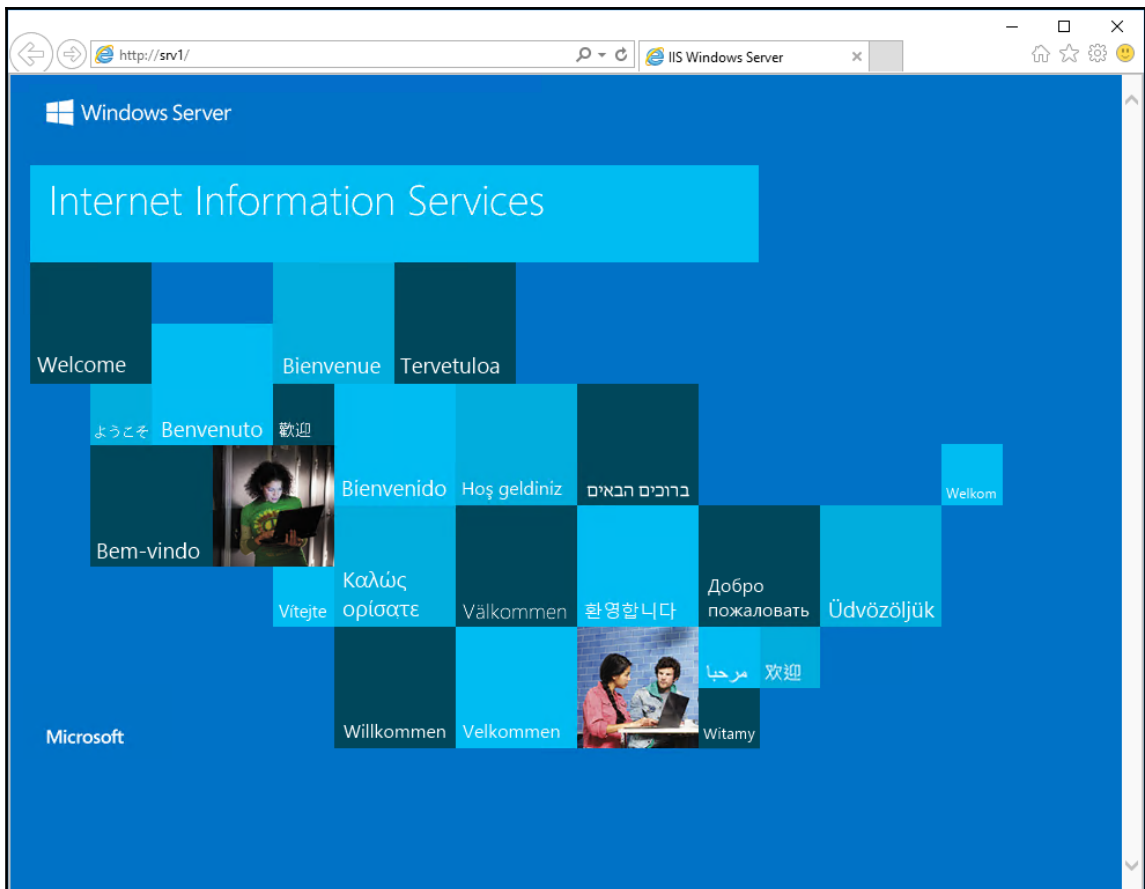 http://srv1/
IIS Windows Server
Windows Server
Internet Information Services
Welcome
Bienvenue
Tervetuloa
ようこそ
Benvenuto
歡迎
Bienvenido
Hoş geldiniz
ברוכים הבאים
Welkom
Bem-vindo
Vítejte
Καλώς
ορίσατε
Välkommen
환영합니다
Добро
пожаловать
Üdvözöljük
مرحبا
欢迎
Willkommen
Velkommen
Witamy
Microsoft